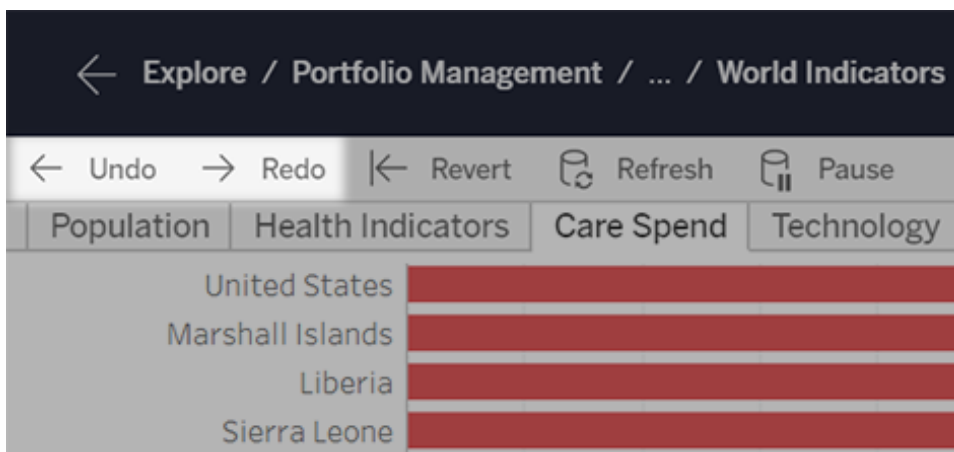 Explore / Portfolio Management / ... / World Indicators
Undo Redo Revert Refresh Pause
Population Health Indicators Care Spend Technology
United States
Marshall Islands
Liberia
Sierra Leone